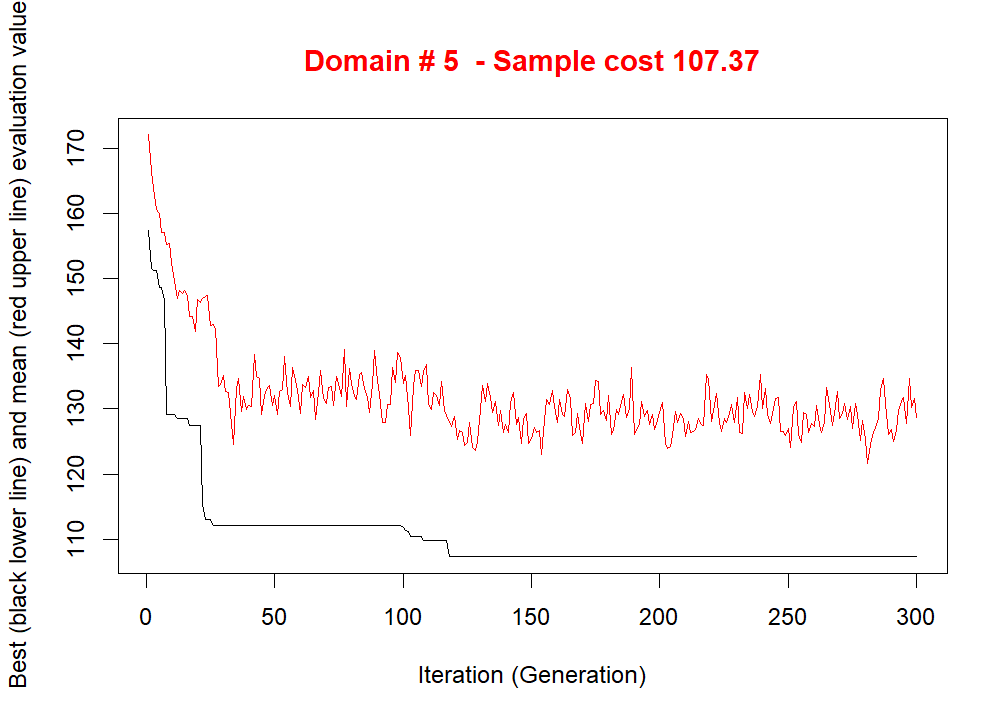 Domain # 5  - Sample cost 107.37
Best (black lower line) and mean (red upper line) evaluation value
170
160
150
140
130
120
110
0 50 100 150 200 250 300
Iteration (Generation)